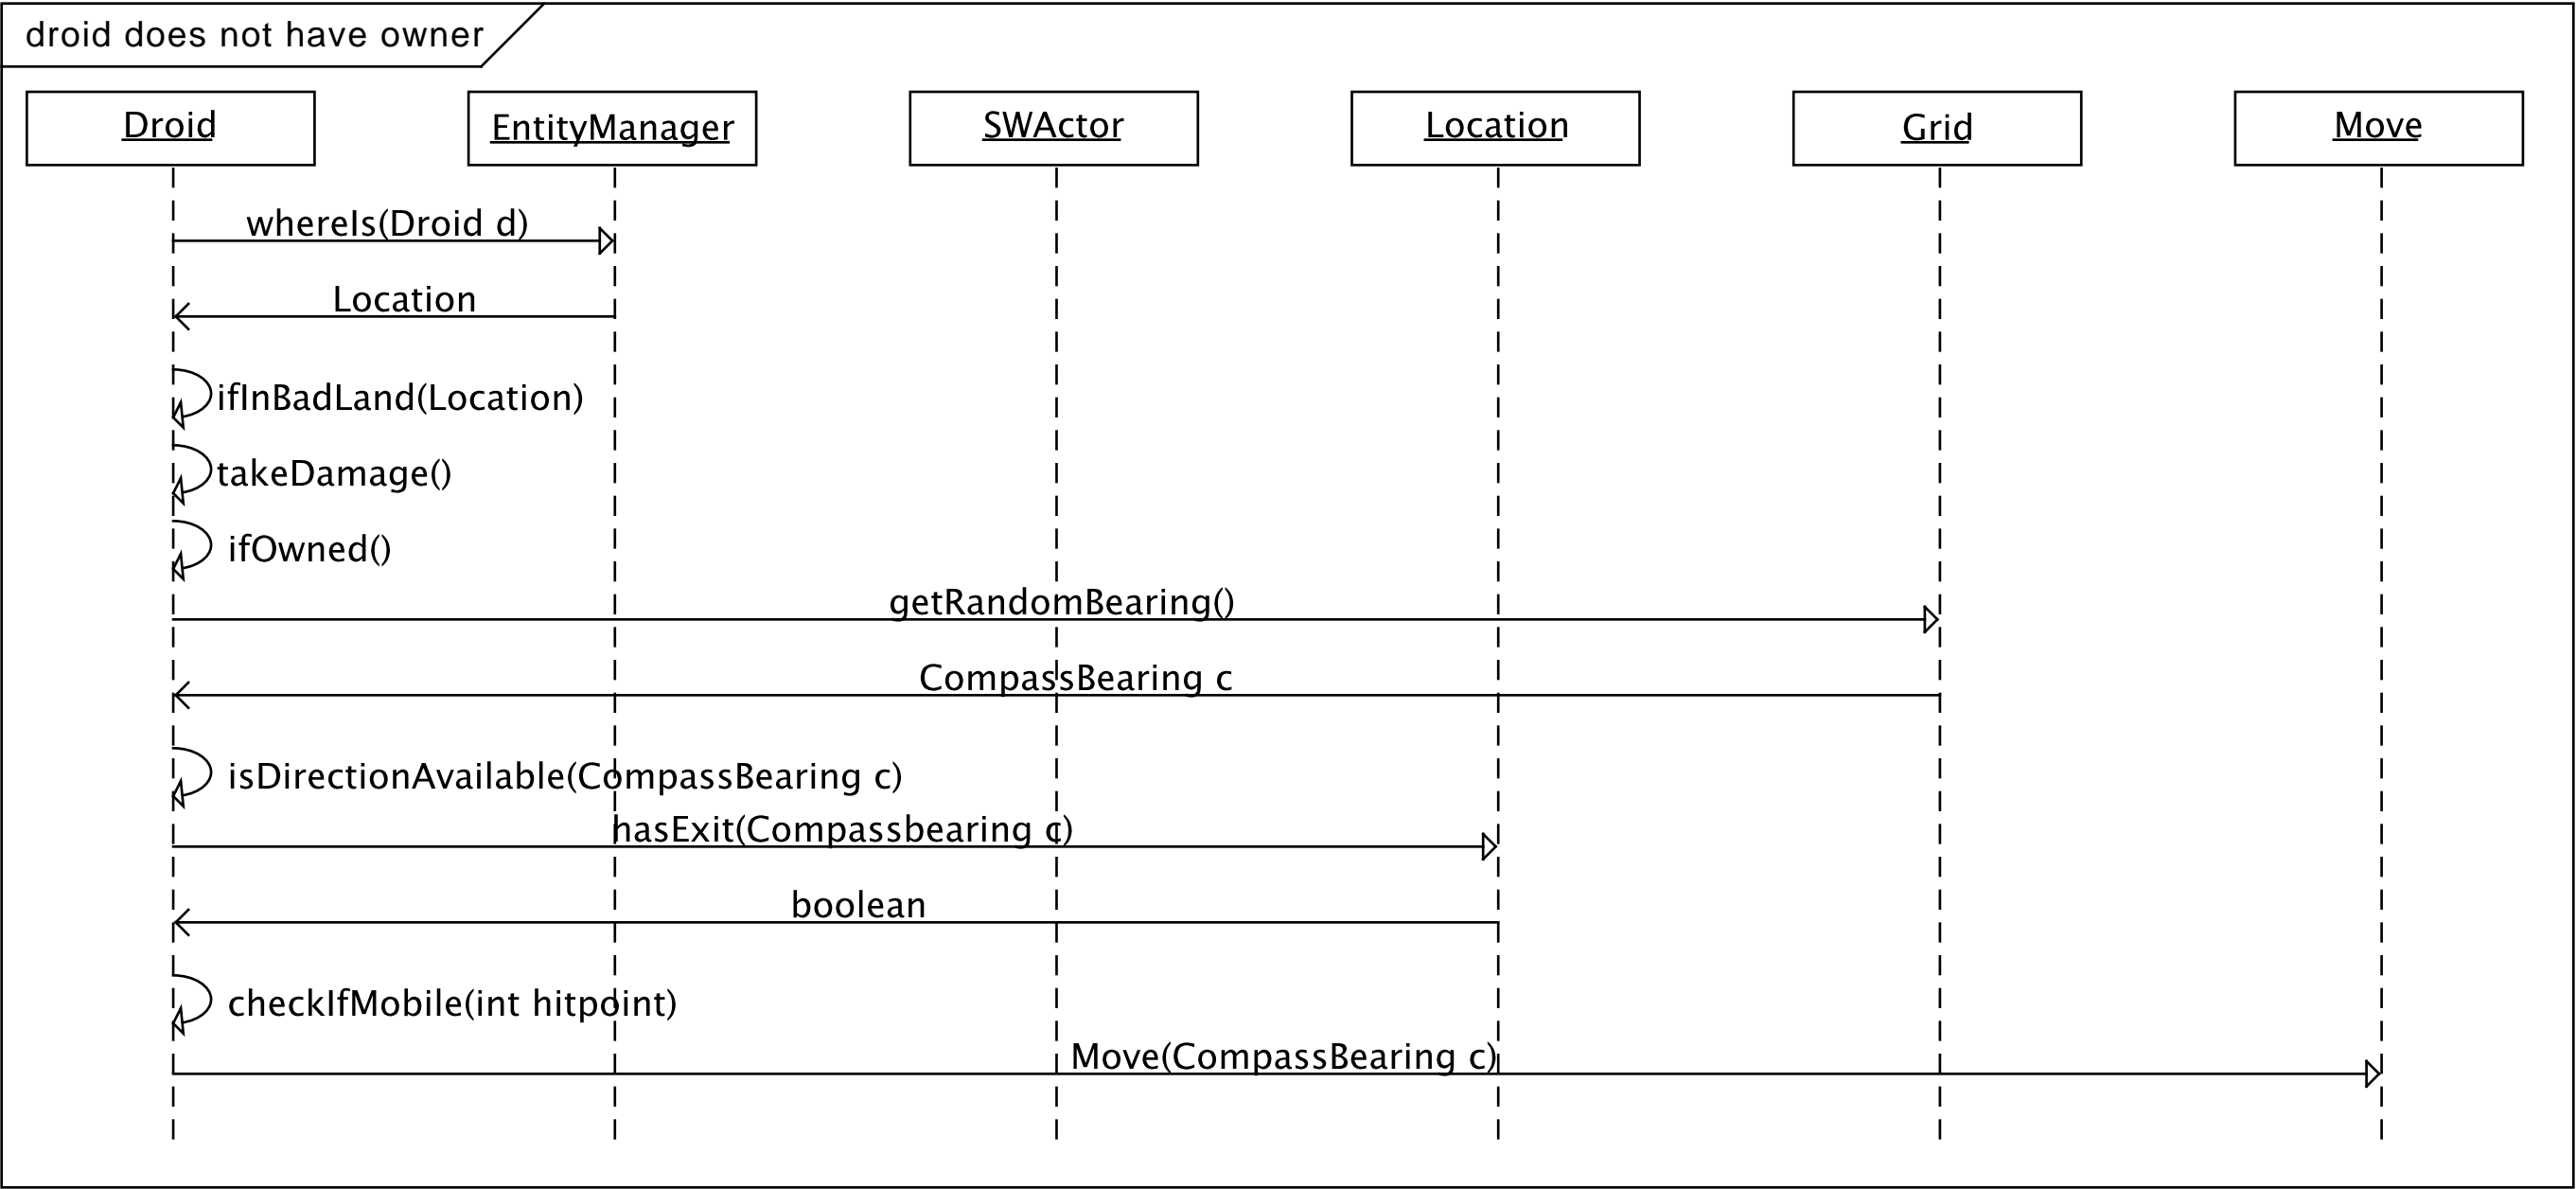 droid does not have owner
Droid
EntityManager
SWActor
Location
Grid
Move
whereIs(Droid d)
Location
ifInBadLand(Location)
takeDamage()
ifOwned()
getRandomBearing()
CompassBearing c
isDirectionAvailable(CompassBearing c)
hasExit(Compassbearing c)
boolean
checkIfMobile(int hitpoint)
Move(CompassBearing c)